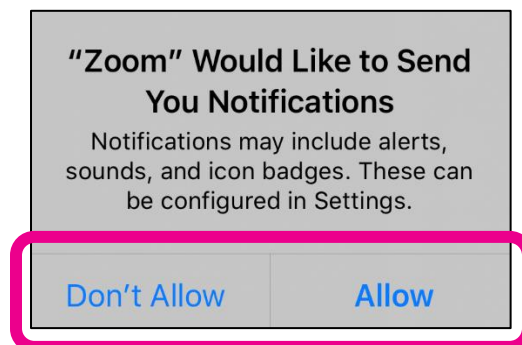 “Zoom” Would Like to Send
You Notifications
Notifications may include alerts,
sounds, and icon badges. These can
be configured in Settings.
Don’t Allow
Allow